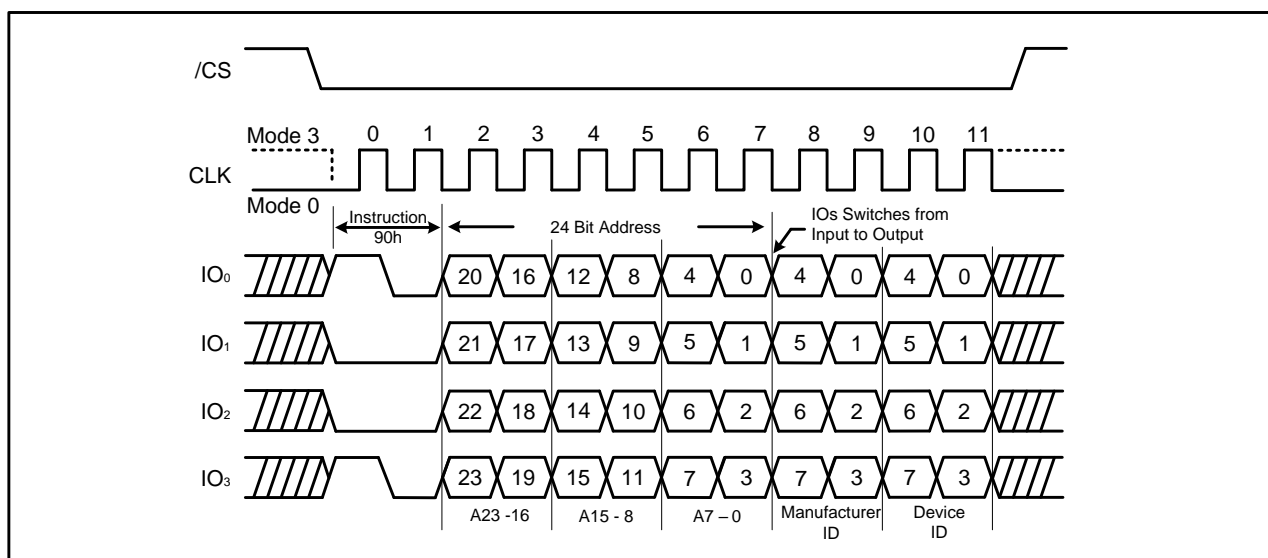 /CS
Mode 3 0 1 2 3 4 5 6 7 8 9 10 11
CLK
Mode 0
Instruction
90h
24 Bit Address
IOs Switches from
Input to Output
IO0 20 16 12 8 4 0 4 0 4 0
IO1 21 17 13 9 5 1 5 1 5 1
IO2 22 18 14 10 6 2 6 2 6 2
IO3 23 19 15 11 7 3 7 3 7 3
A23 -16 A15 - 8 A7 – 0 Manufacturer
ID Device
ID